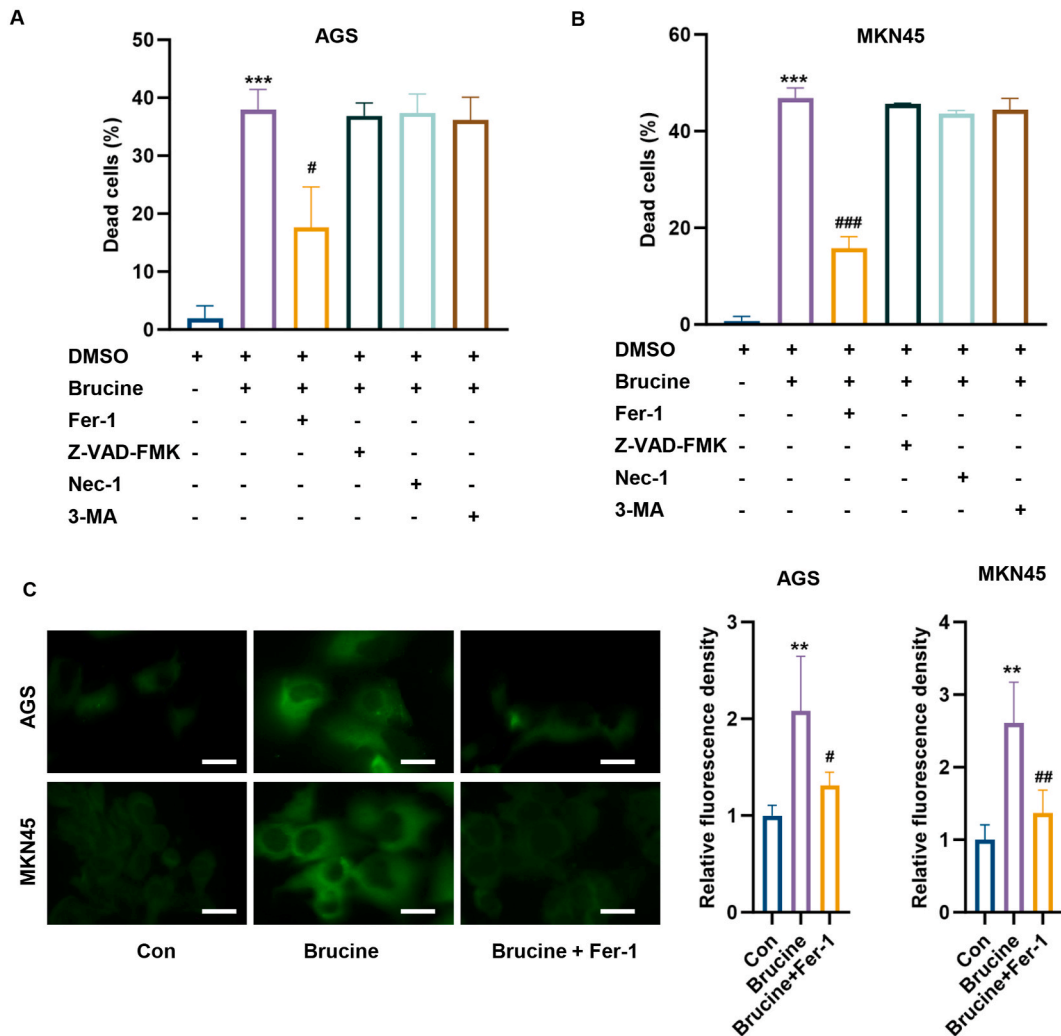 A
AGS
Dead cells (%)
50
40
30
20
10
0
***
#
DMSO + + + + + +
Brucine - + + + + +
Fer-1 - - + - - -
Z-VAD-FMK - - - + - -
Nec-1 - - - - + -
3-MA - - - - - +
B
MKN45
Dead cells (%)
60
40
20
0
***
###
DMSO + + + + + +
Brucine - + + + + +
Fer-1 - - + - - -
Z-VAD-FMK - - - + - -
Nec-1 - - - - + -
3-MA - - - - - +
C
AGS
MKN45
Con Brucine Brucine + Fer-1
AGS
Relative fluorescence density
3
2
1
0
**
#
Con
Brucine
Brucine+Fer-1
MKN45
Relative fluorescence density
4
3
2
1
0
**
##
Con
Brucine
Brucine+Fer-1